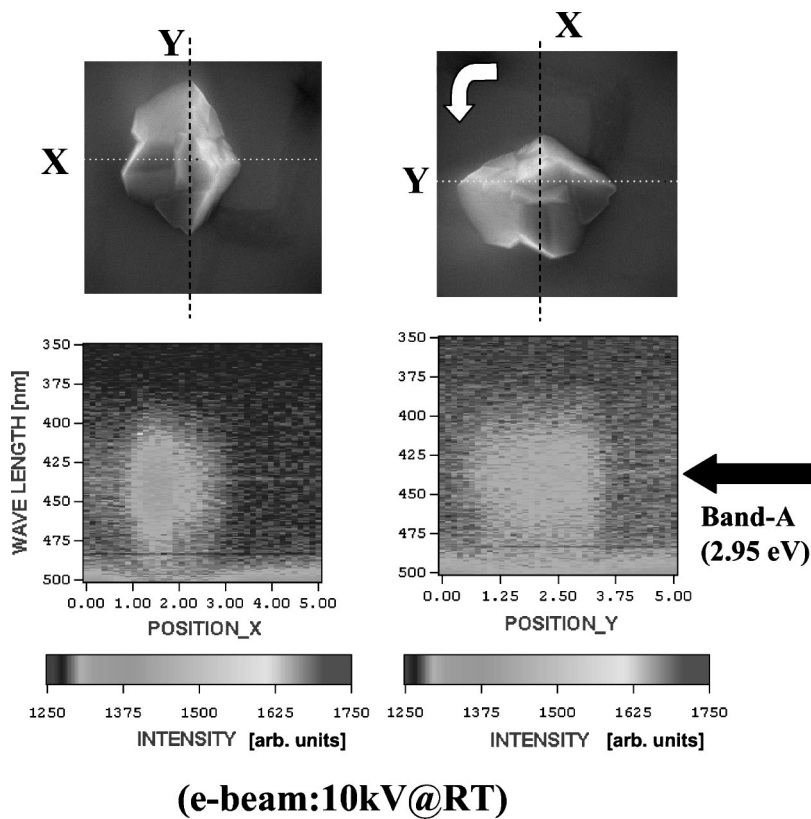 Y
X
X
Y
350
375
400
425
450
475
500
WAVE LENGTH [nm]
0.00 1.00 2.00 3.00 4.00 5.00
POSITION_X
350
375
400
425
450
475
500
0.00 1.25 2.50 3.75 5.00
POSITION_Y
Band-A
(2.95 eV)
1250 1375 1500 1625 1750
INTENSITY [arb. units]
1250 1375 1500 1625 1750
INTENSITY [arb. units]
(e-beam:10kV@RT)